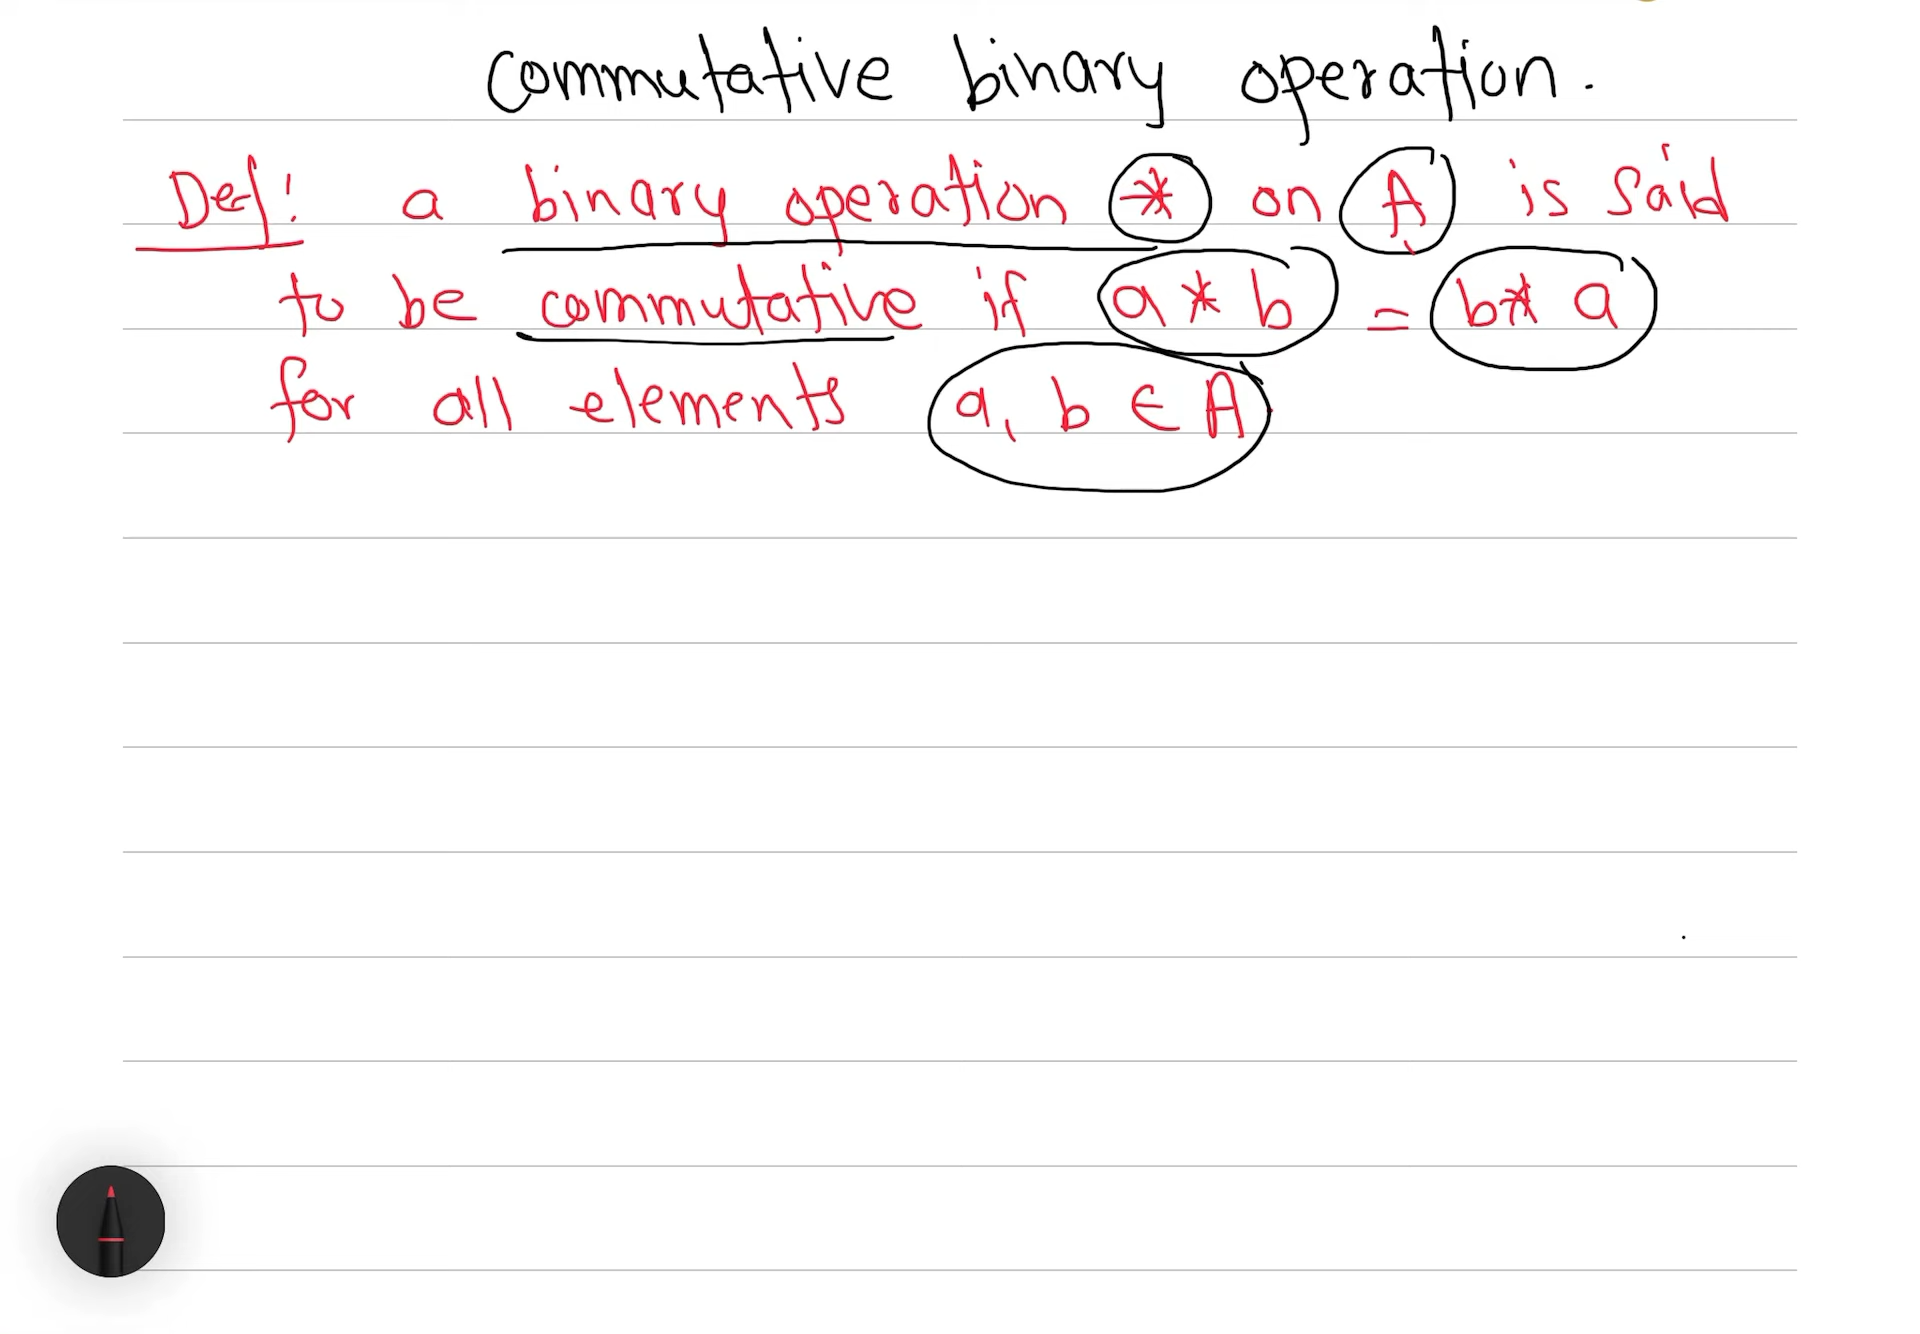 Commutative binary operation.
Def: a binary operation * on A is said
to be commutative if a * b = b * a
for all elements a, b ∈ A.